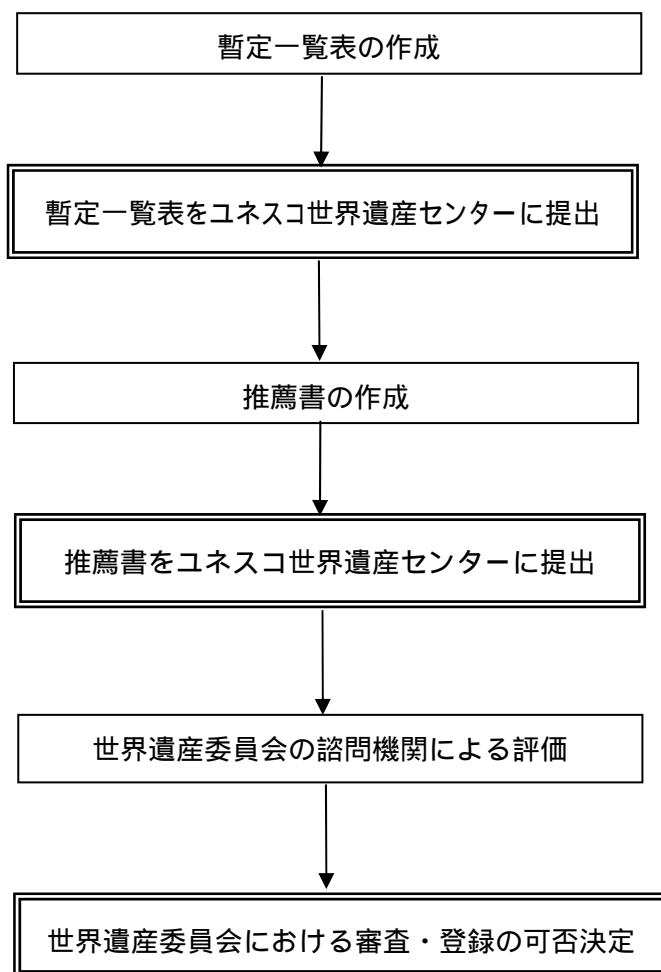 暫定一覧表の作成
暫定一覧表をユネスコ世界遺産センターに提出
推薦書の作成
推薦書をユネスコ世界遺産センターに提出
世界遺産委員会の諮問機関による評価
世界遺産委員会における審査・登録の可否決定